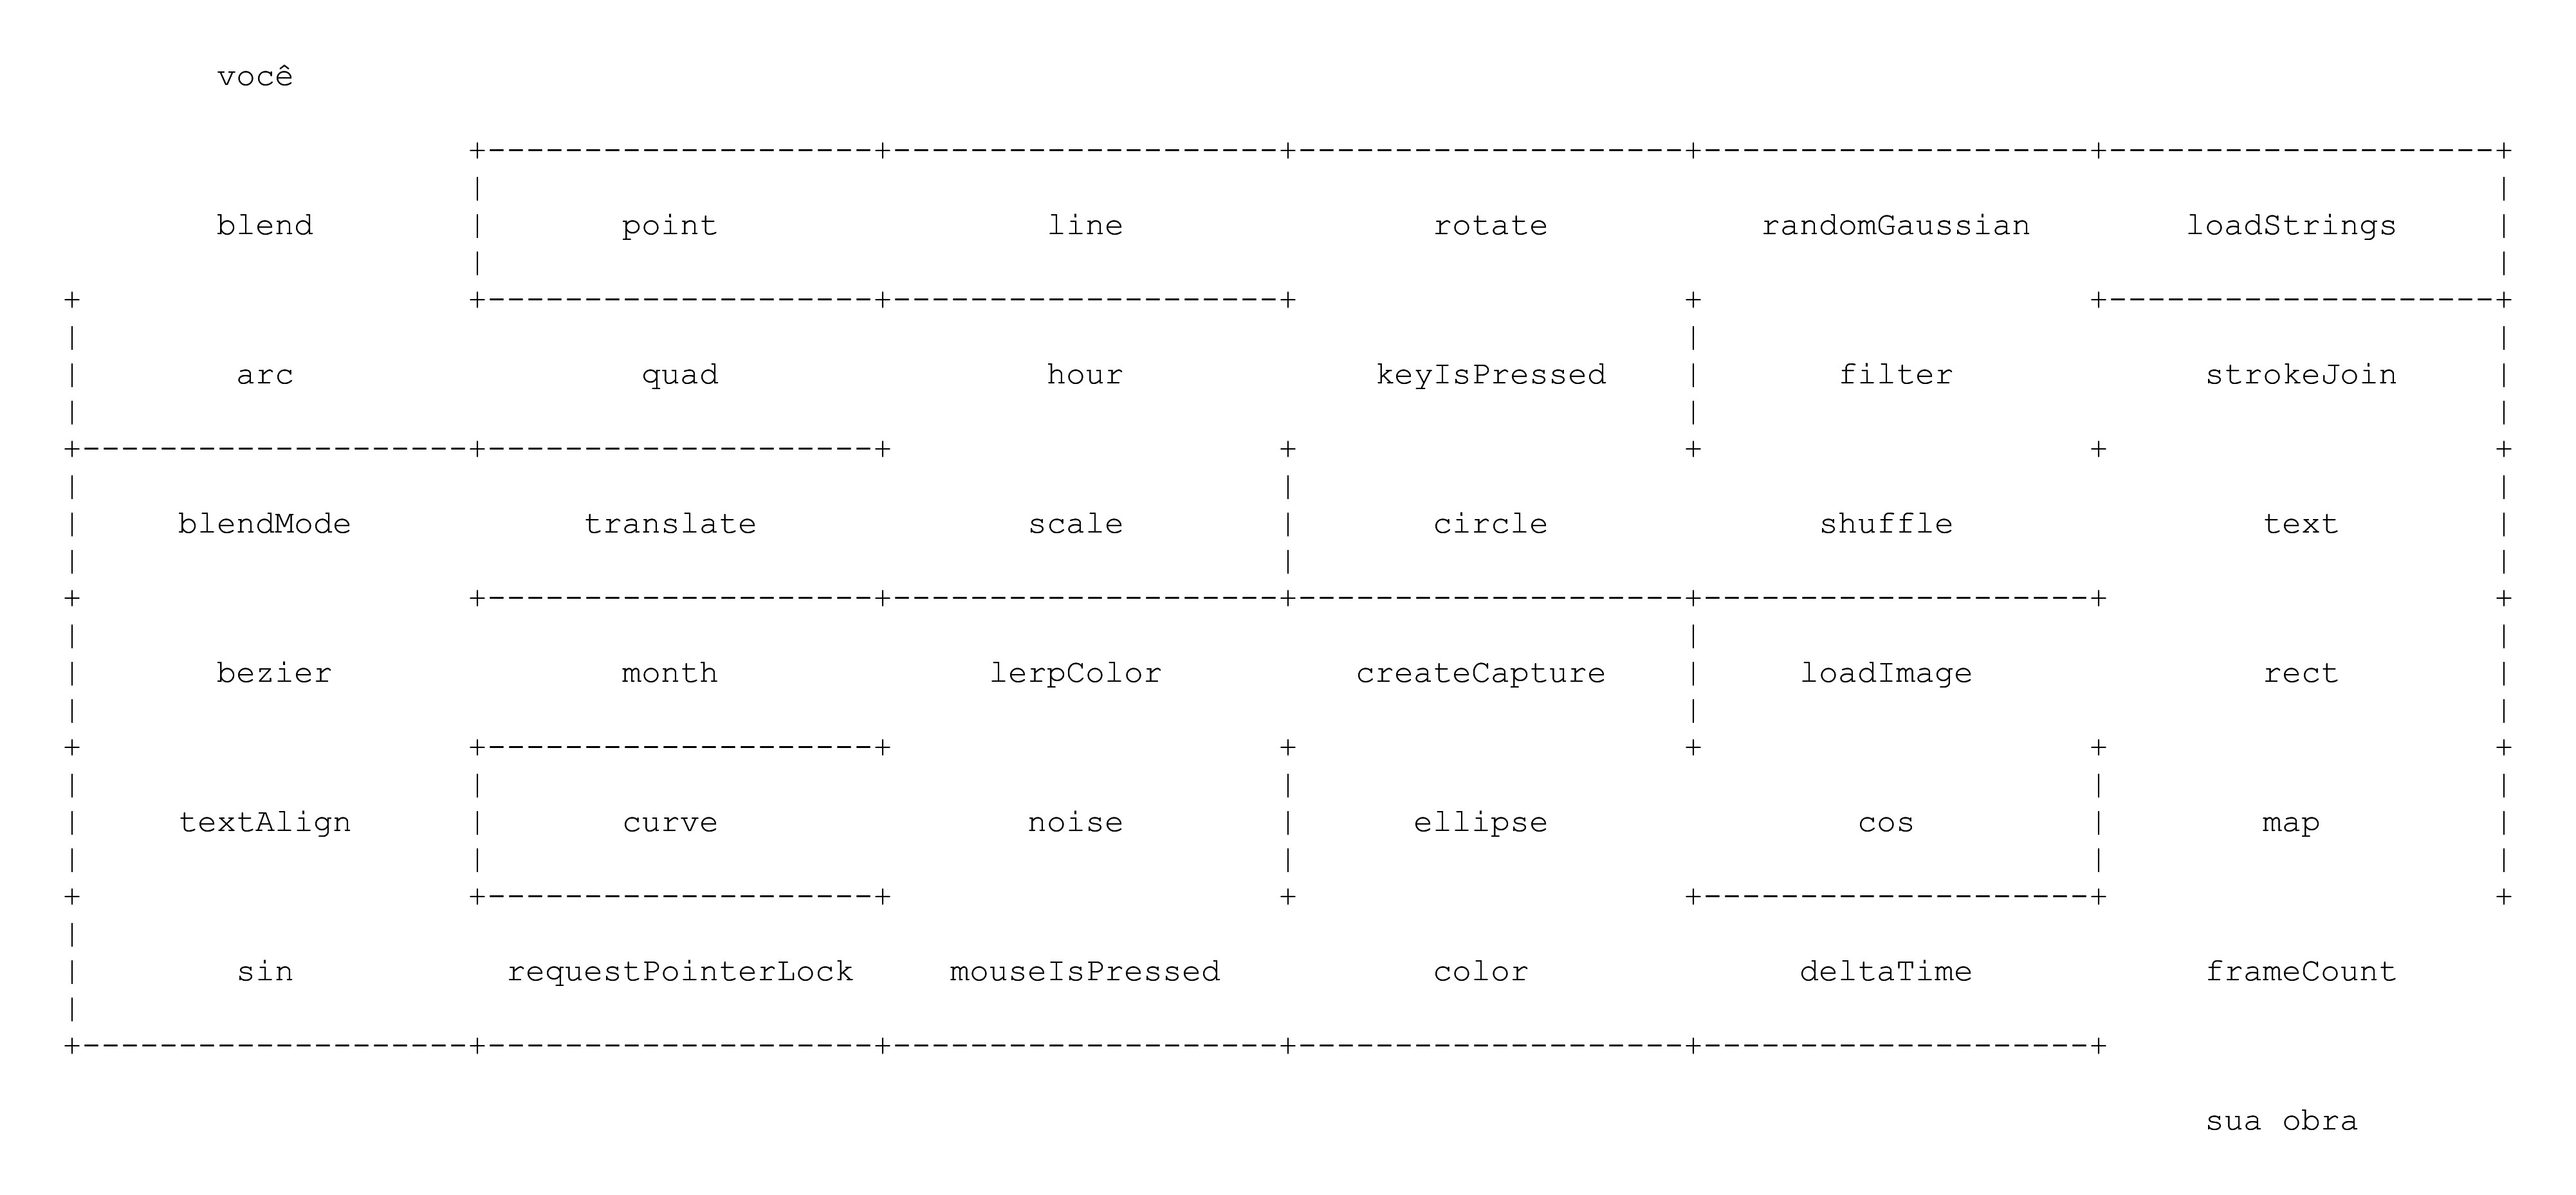 você
blend point line rotate randomGaussian loadStrings
arc quad hour keyIsPressed filter strokeJoin
blendMode translate scale circle shuffle text
bezier month lerpColor createCapture loadImage rect
textAlign curve noise ellipse cos map
sin requestPointerLock mouseIsPressed color deltaTime frameCount
sua obra